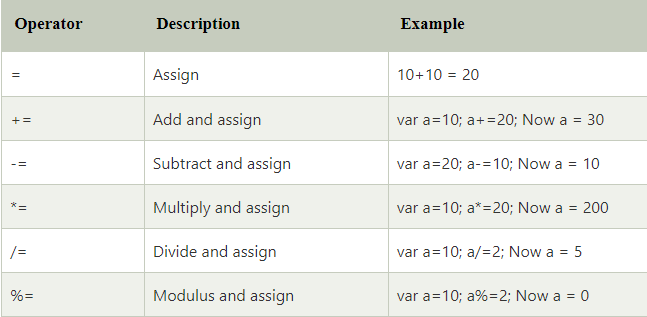 Operator Description Example
= Assign 10+10 = 20
+= Add and assign var a=10; a+=20; Now a = 30
-= Subtract and assign var a=20; a-=10; Now a = 10
*= Multiply and assign var a=10; a*=20; Now a = 200
/= Divide and assign var a=10; a/=2; Now a = 5
%= Modulus and assign var a=10; a%=2; Now a = 0